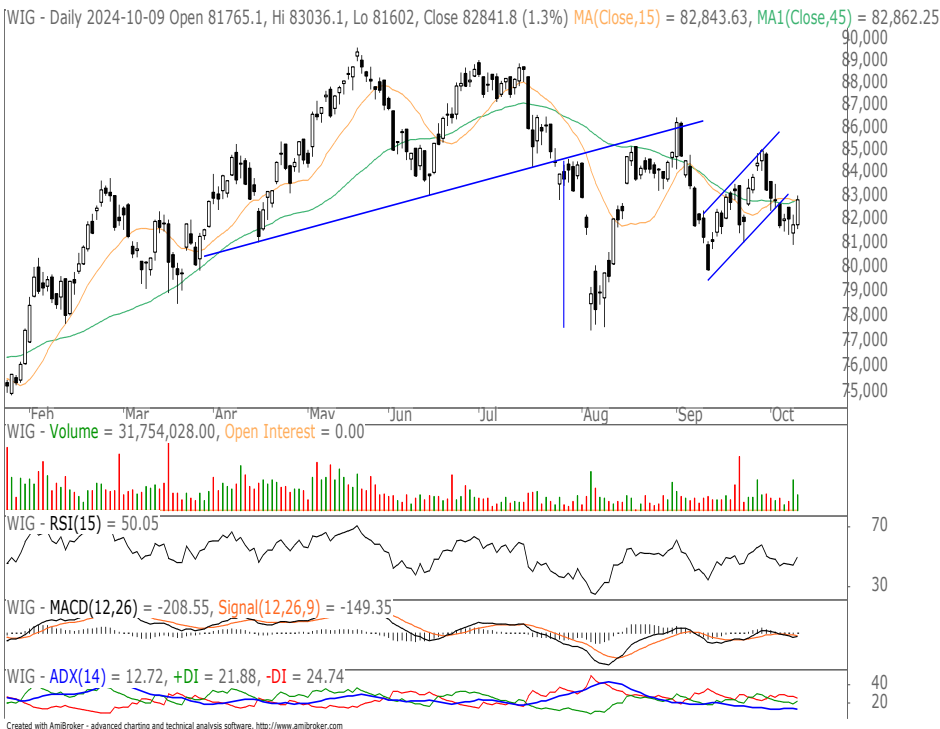 WIG - Daily 2024-10-09 Open 81765.1, Hi 83036.1, Lo 81602, Close 82841.8 (1.3%) MA(Close,15) = 82,843.63, MA1(Close,45) = 82,862.25
90,000
89,000
88,000
87,000
86,000
85,000
84,000
83,000
82,000
81,000
80,000
79,000
78,000
77,000
76,000
75,000
Feb Mar Apr May Jun Jul Aug Sep Oct
WIG - Volume = 31,754,028.00, Open Interest = 0.00
WIG - RSI(15) = 50.05
70
30
WIG - MACD(12,26) = -208.55, Signal(12,26,9) = -149.35
WIG - ADX(14) = 12.72, +DI = 21.88, -DI = 24.74
40
20
Created with AmiBroker - advanced charting and technical analysis software. http://www.amibroker.com